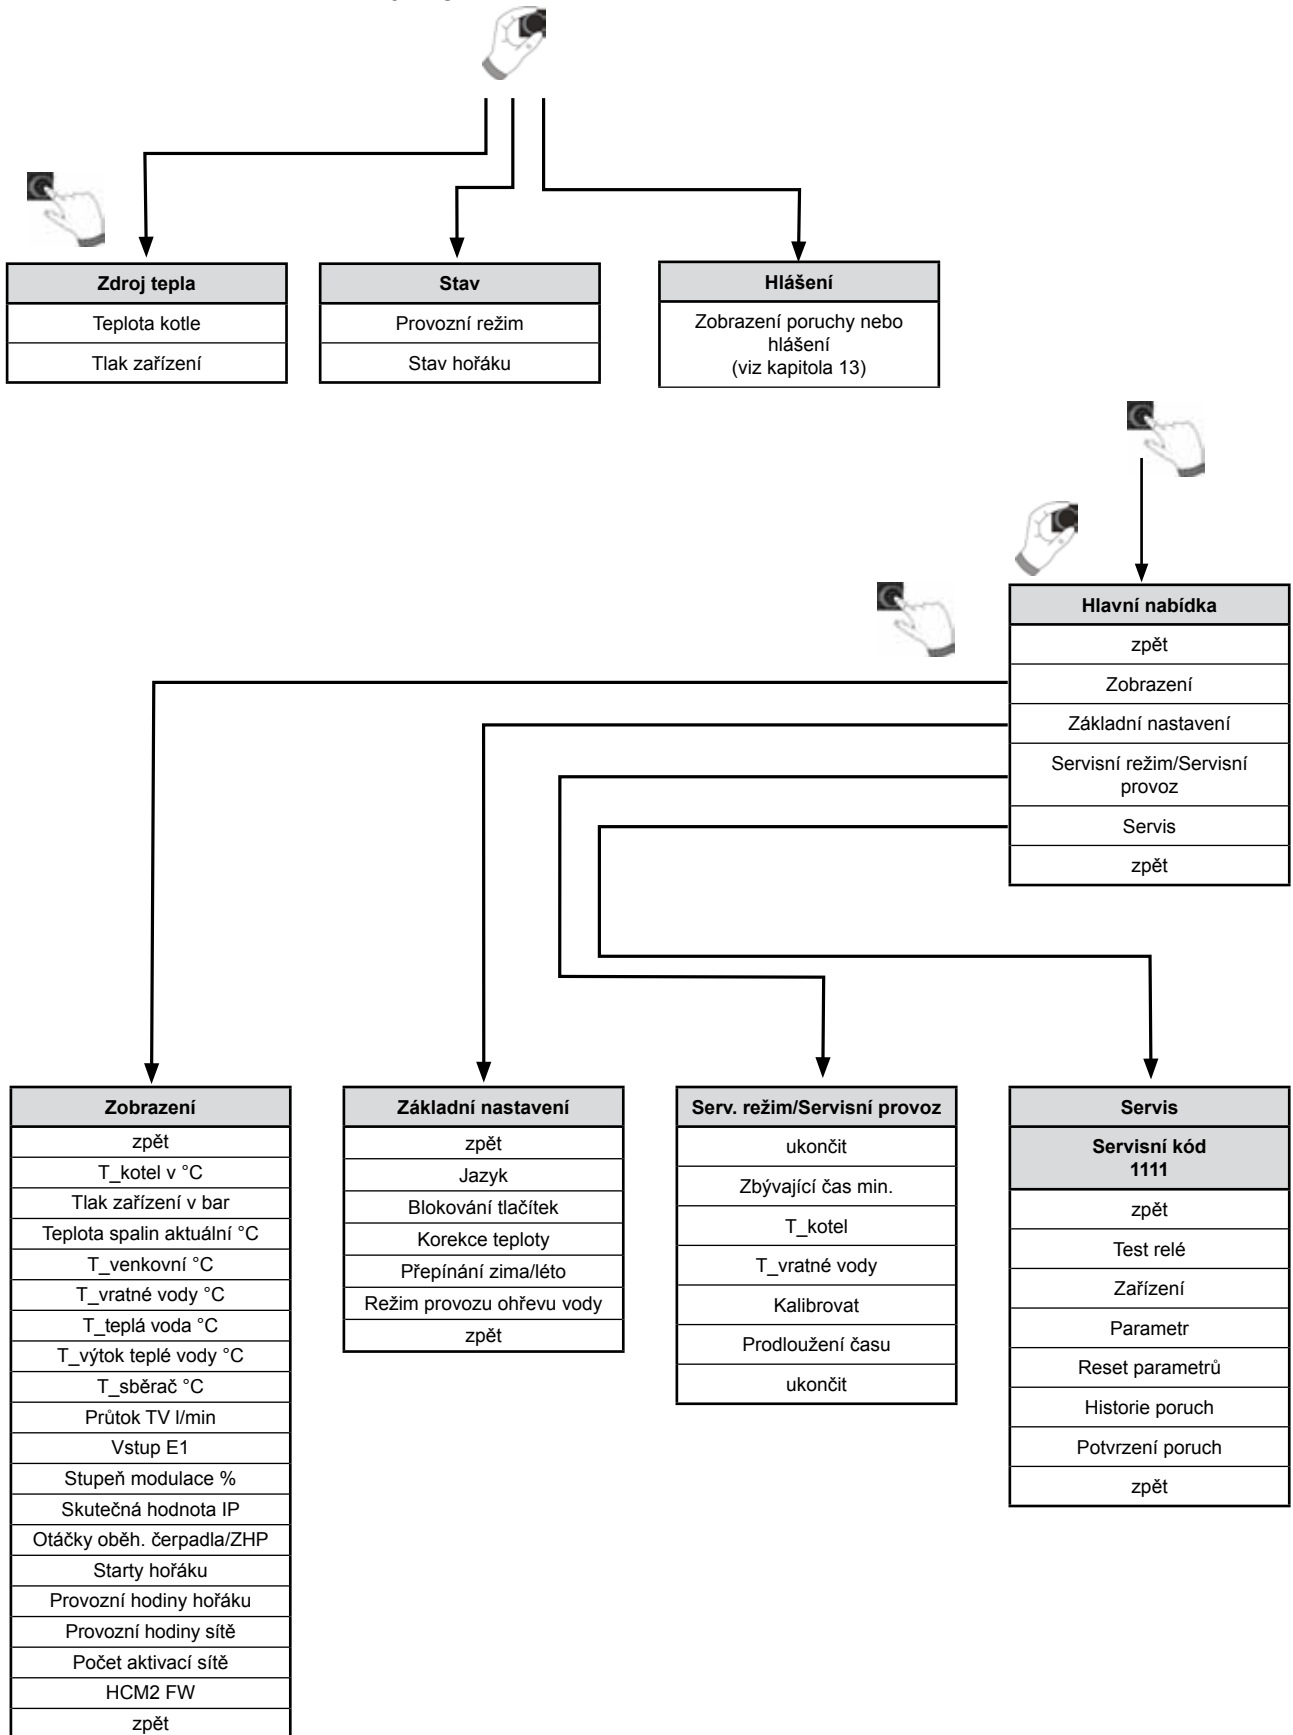 Zdroj tepla
Teplota kotle
Tlak zařízení
Stav
Provozní režim
Stav hořáku
Hlášení
Zobrazení poruchy nebo
hlášení
(viz kapitola 13)
Hlavní nabídka
zpět
Zobrazení
Základní nastavení
Servisní režim/Servisní
provoz
Servis
zpět
Zobrazení
zpět
T_kotel v °C
Tlak zařízení v bar
Teplota spalin aktuální °C
T_venkovní °C
T_vratné vody °C
T_teplá voda °C
T_výtok teplé vody °C
T_sběrač °C
Průtok TV l/min
Vstup E1
Stupeň modulace %
Skutečná hodnota IP
Otáčky oběh. čerpadla/ZHP
Starty hořáku
Provozní hodiny hořáku
Provozní hodiny sítě
Počet aktivací sítě
HCM2 FW
zpět
Základní nastavení
zpět
Jazyk
Blokování tlačítek
Korekce teploty
Přepínání zima/léto
Režim provozu ohřevu vody
zpět
Serv. režim/Servisní provoz
ukončit
Zbývající čas min.
T_kotel
T_vratné vody
Kalibrovat
Prodloužení času
ukončit
Servis
Servisní kód
1111
zpět
Test relé
Zařízení
Parametr
Reset parametrů
Historie poruch
Potvrzení poruch
zpět